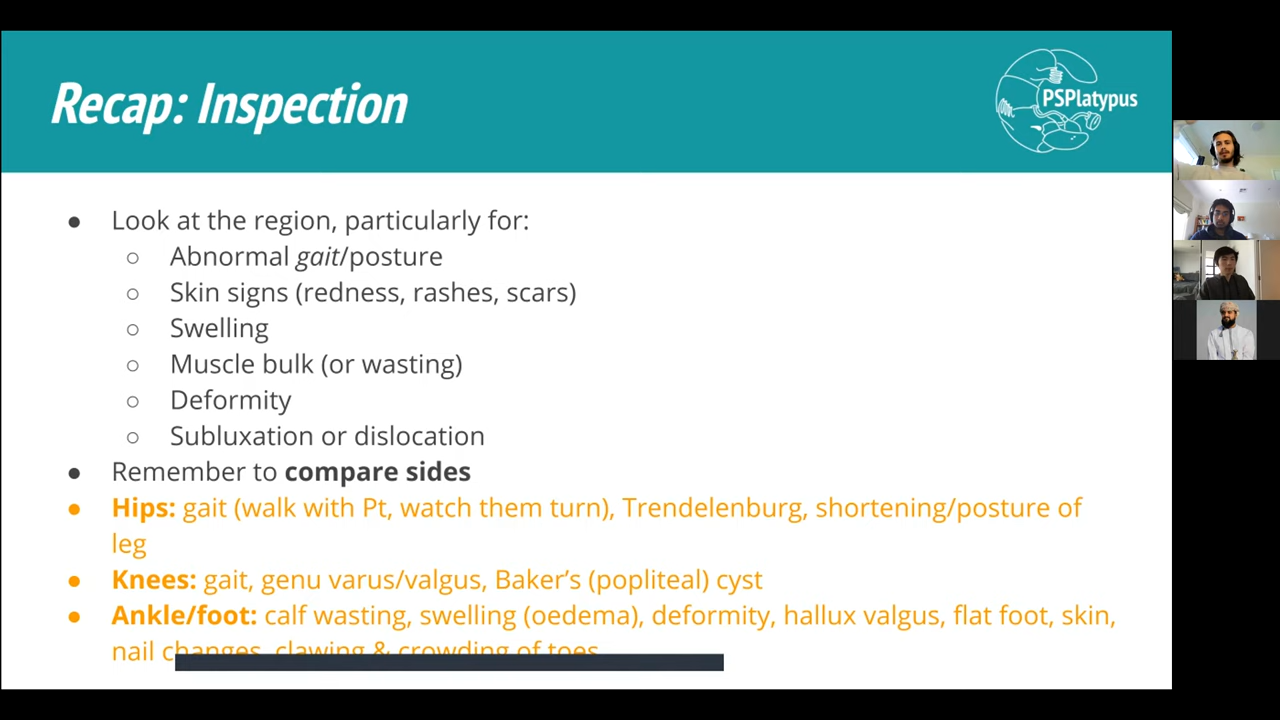 Recap: Inspection
PSPlatypus
● Look at the region, particularly for:
○ Abnormal gait/posture
○ Skin signs (redness, rashes, scars)
○ Swelling
○ Muscle bulk (or wasting)
○ Deformity
○ Subluxation or dislocation
● Remember to compare sides
● Hips: gait (walk with Pt, watch them turn), Trendelenburg, shortening/posture of
leg
● Knees: gait, genu varus/valgus, Baker's (popliteal) cyst
● Ankle/foot: calf wasting, swelling (oedema), deformity, hallux valgus, flat foot, skin,
nail changes, clawing & crowding of toes